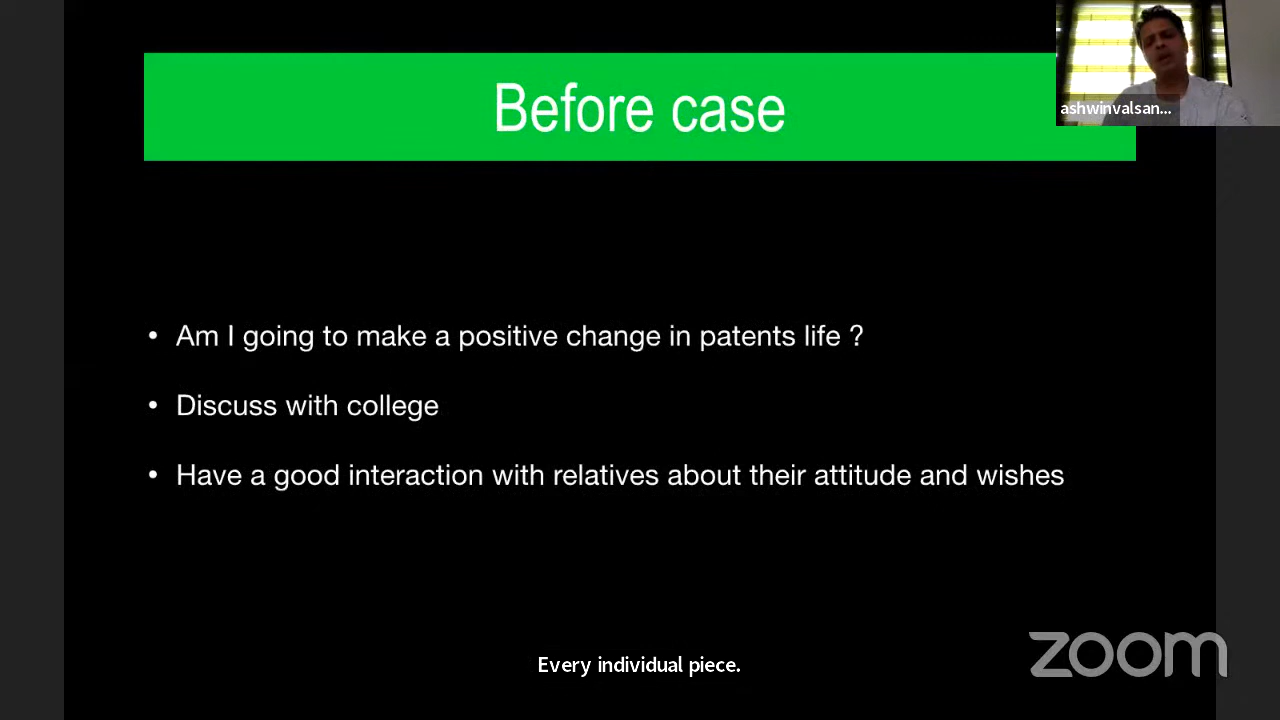 Before case
ashwinvalsan...
• Am I going to make a positive change in patents life ?
• Discuss with college
• Have a good interaction with relatives about their attitude and wishes
Every individual piece.
zoom